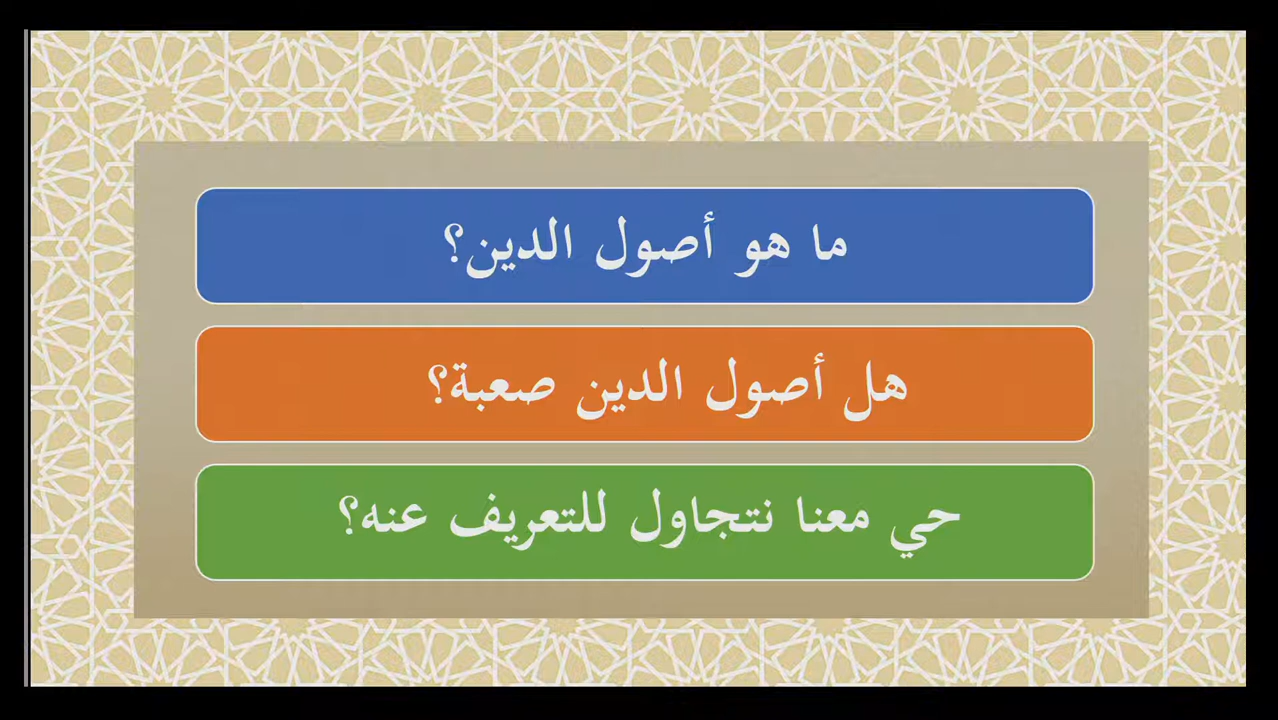 ما هو أصول الدين؟
هل أصول الدين صعبة؟
حي معنا نتجاول للتعريف عنه؟